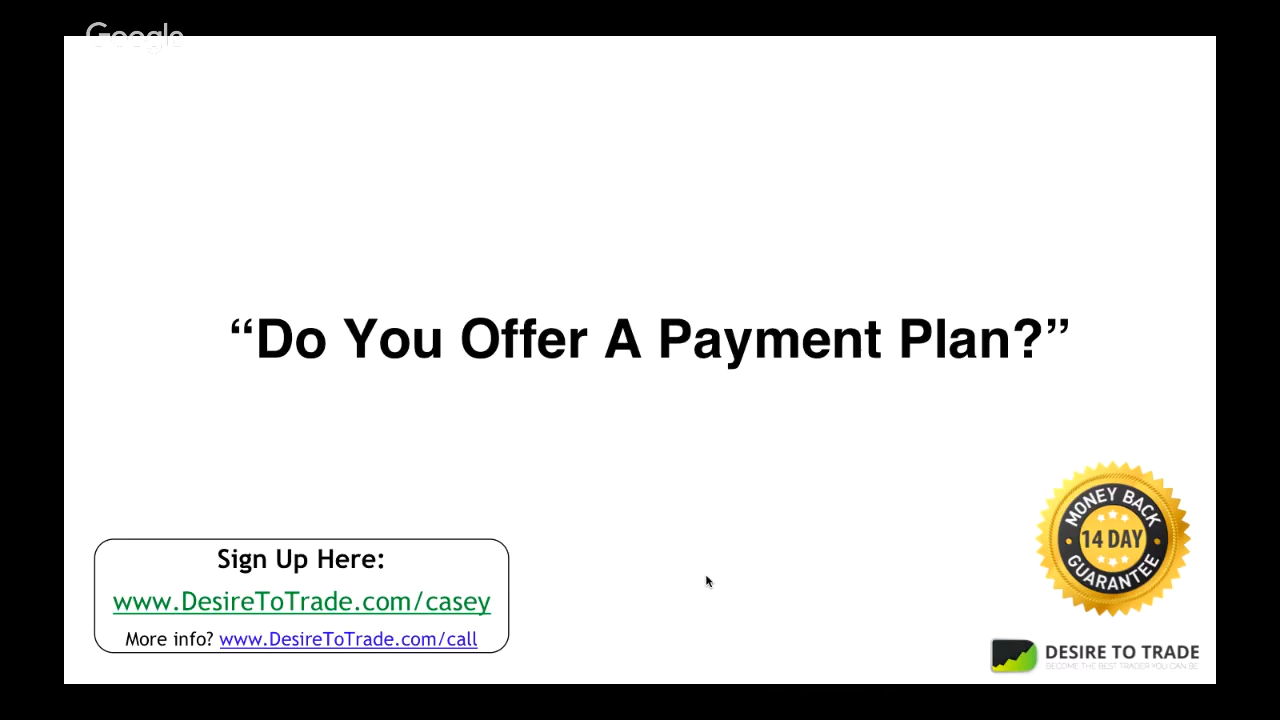 Google
“Do You Offer A Payment Plan?”
MONEY BACK
14 DAY
GUARANTEE
Sign Up Here:
www.DesireToTrade.com/casey
More info? www.DesireToTrade.com/call
DESIRE TO TRADE
BECOME THE BEST TRADER YOU CAN BE